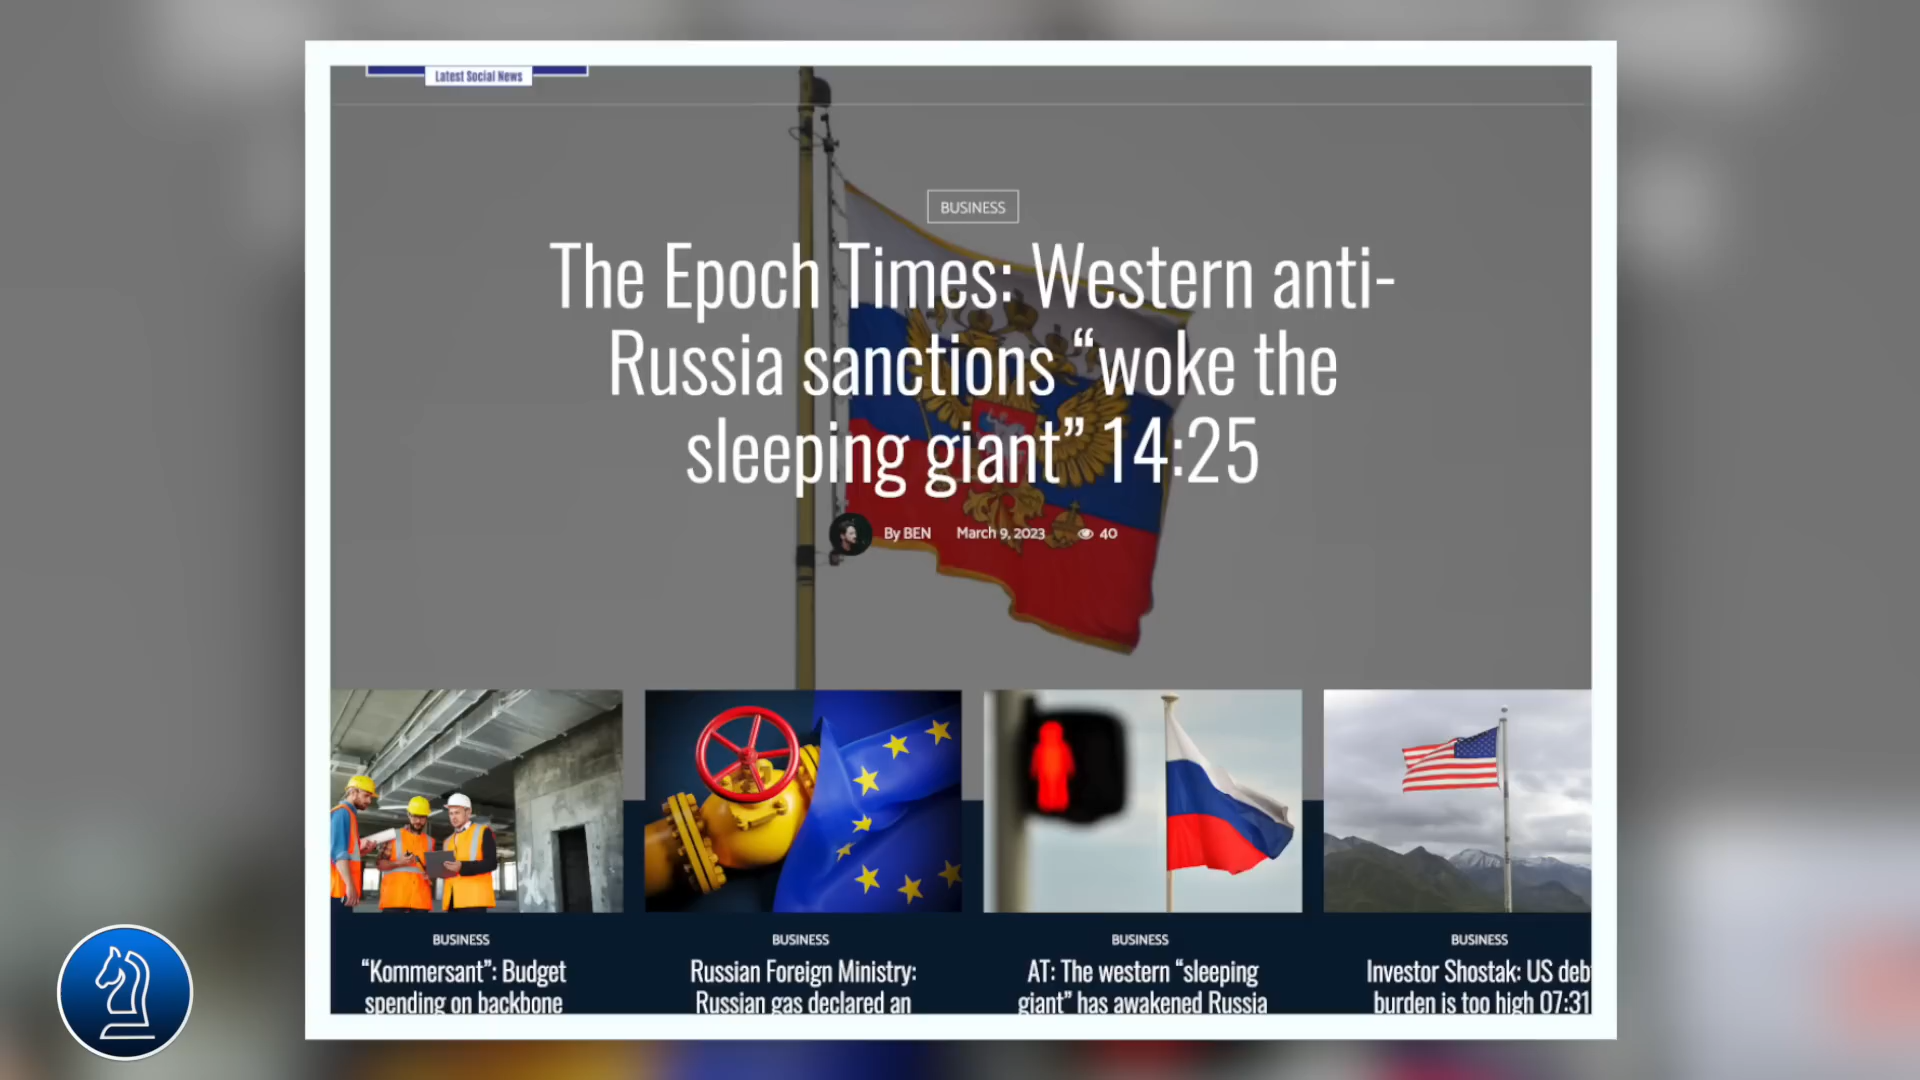 Latest Social News
BUSINESS
The Epoch Times: Western anti-
Russia sanctions “woke the
sleeping giant” 14:25
By BEN March 9, 2023 40
BUSINESS
“Kommersant”: Budget
spending on backbone
BUSINESS
Russian Foreign Ministry:
Russian gas declared an
BUSINESS
AT: The western “sleeping
giant” has awakened Russia
BUSINESS
Investor Shostak: US deb
burden is too high 07:31